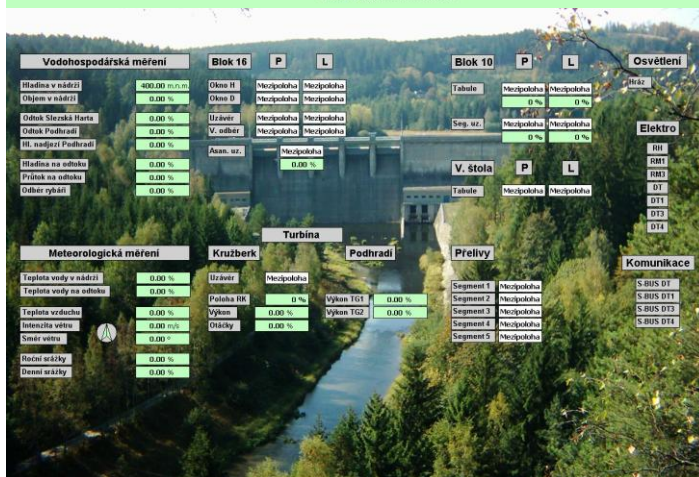 Vodohospodářská měření
Hladina v nádrži 400.00 m.n.m.
Objem v nádrži 0.00 %
Odtok Slezská Harta 0.00 %
Odtok Podhradí 0.00 %
Hl. nadjezí Podhradí 0.00 %
Hladina na odtoku 0.00 %
Průtok na odtoku 0.00 %
Odběr rybáři 0.00 %
Blok 16 P L
Okno H Mezipoloha Mezipoloha
Okno D Mezipoloha Mezipoloha
Uzávěr Mezipoloha Mezipoloha
V. odběr Mezipoloha Mezipoloha
Asan. uz. Mezipoloha
0.00 %
Blok 10 P L
Tabule Mezipoloha Mezipoloha
0 % 0 %
Seg. uz. Mezipoloha Mezipoloha
0 % 0 %
V. štola P L
Tabule Mezipoloha Mezipoloha
Osvětlení
Hráz
Elektro
RH
RM1
RM3
DT
DT1
DT3
DT4
Meteorologická měření
Teplota vody v nádrži 0.00 %
Teplota vody na odtoku 0.00 %
Teplota vzduchu 0.00 %
Intenzita větru 0.00 m/s
Směr větru 0.00 °
Roční srážky 0.00 %
Denní srážky 0.00 %
Turbína
Kružberk Podhradí
Uzávěr Mezipoloha
Poloha RK 0 %
Výkon 0.00 %
Otáčky 0.00 %
Výkon TG1 0.00 %
Výkon TG2 0.00 %
Přelivy
Segment 1 Mezipoloha
Segment 2 Mezipoloha
Segment 3 Mezipoloha
Segment 4 Mezipoloha
Segment 5 Mezipoloha
Komunikace
S-BUS DT
S-BUS DT1
S-BUS DT3
S-BUS DT4